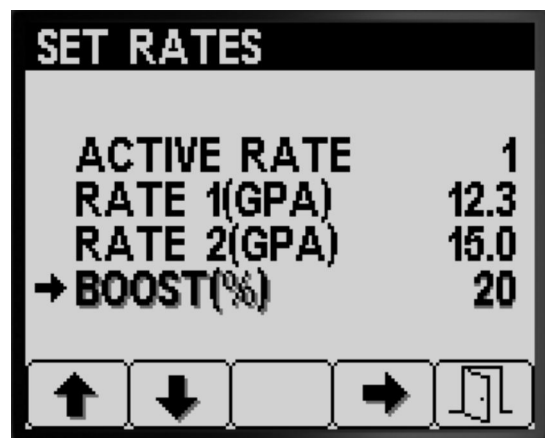 SET RATES
ACTIVE RATE 1
RATE 1(GPA) 12.3
RATE 2(GPA) 15.0
BOOST(%) 20